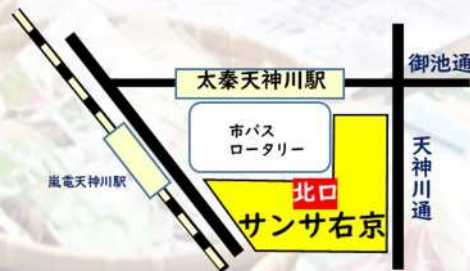 御池通
太秦天神川駅
市バス
ロータリー
天神川通
嵐電天神川駅
北口
サンサ右京